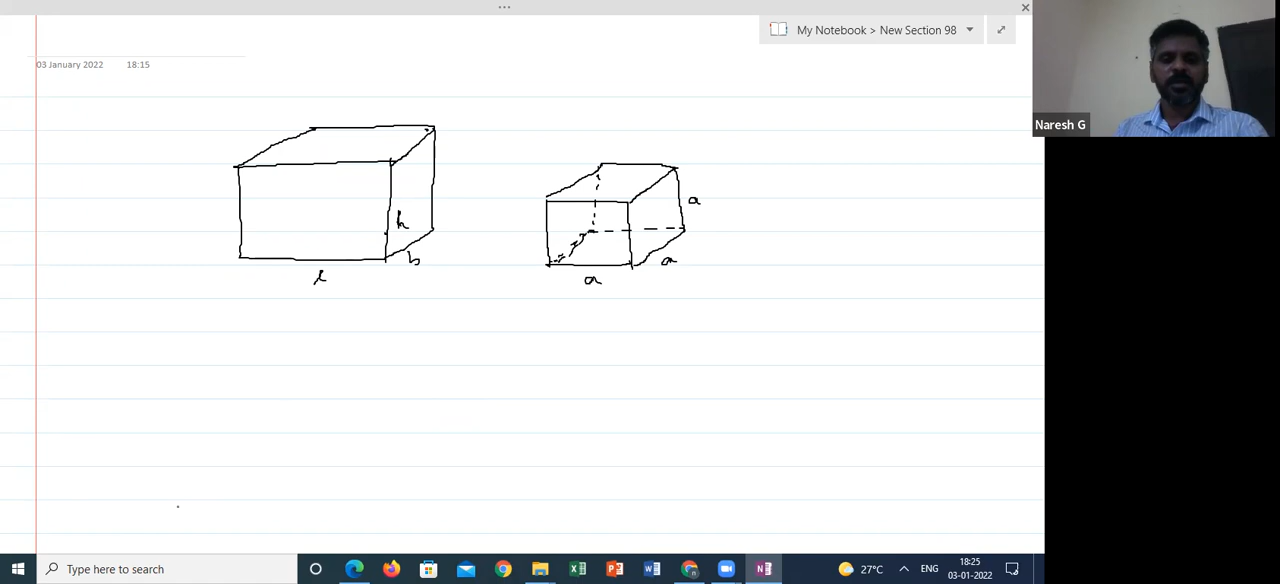 My Notebook > New Section 98
03 January 2022 18:15
Naresh G
h
b
l
a
a
a
Type here to search
27°C
ENG
18:25
03-01-2022